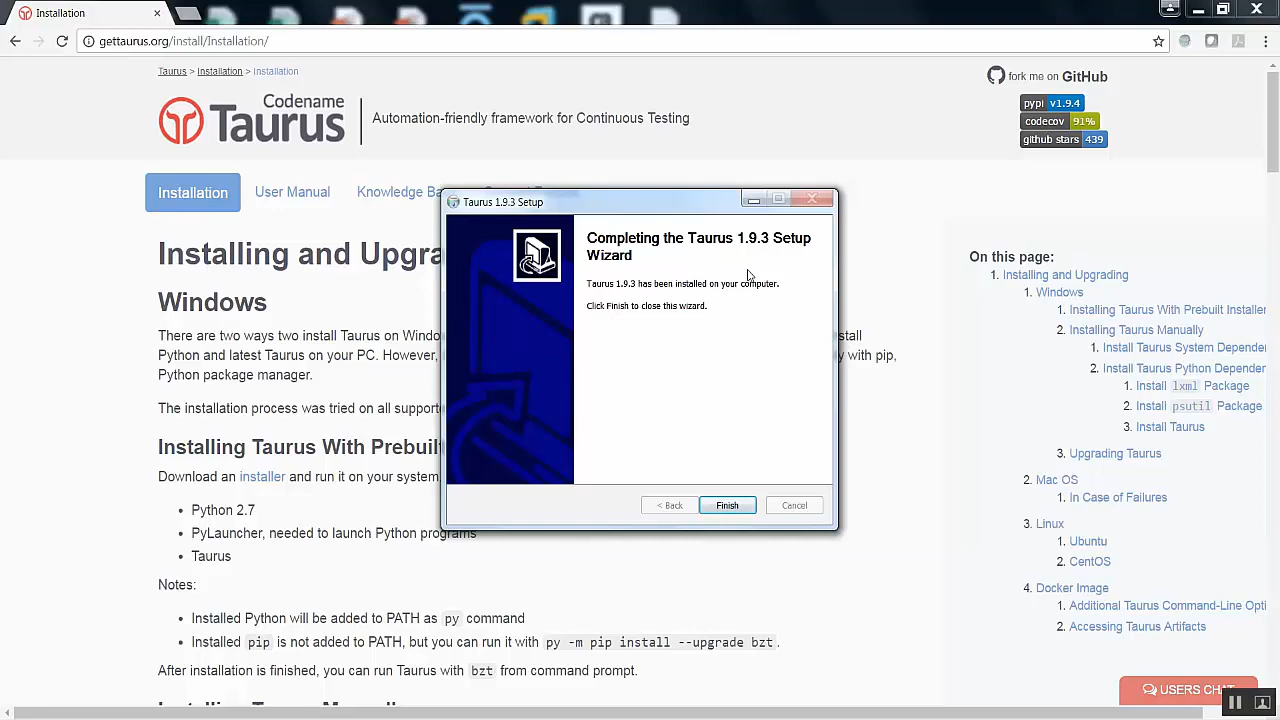 Installation
gettaurus.org/install/Installation/
Taurus > Installation > Installation
fork me on GitHub
Codename
Taurus
Automation-friendly framework for Continuous Testing
pypi v1.9.4
codecov 91%
github stars 439
Installation User Manual Knowledge Ba
Taurus 1.9.3 Setup
Completing the Taurus 1.9.3 Setup
Wizard
Taurus 1.9.3 has been installed on your computer.
Click Finish to close this wizard.
< Back Finish Cancel
Installing and Upgra
Windows
There are two ways two install Taurus on Windo stall
Python and latest Taurus on your PC. However, y with pip,
Python package manager.
The installation process was tried on all support
Installing Taurus With Prebuil
Download an installer and run it on your system
• Python 2.7
• PyLauncher, needed to launch Python programs
• Taurus
Notes:
• Installed Python will be added to PATH as py command
• Installed pip is not added to PATH, but you can run it with py -m pip install --upgrade bzt.
After installation is finished, you can run Taurus with bzt from command prompt.
On this page:
1. Installing and Upgrading
1. Windows
1. Installing Taurus With Prebuilt Installer
2. Installing Taurus Manually
1. Install Taurus System Depende
2. Install Taurus Python Depender
1. Install lxml Package
2. Install psutil Package
3. Install Taurus
3. Upgrading Taurus
2. Mac OS
1. In Case of Failures
3. Linux
1. Ubuntu
2. CentOS
4. Docker Image
1. Additional Taurus Command-Line Opti
2. Accessing Taurus Artifacts
USERS CHA